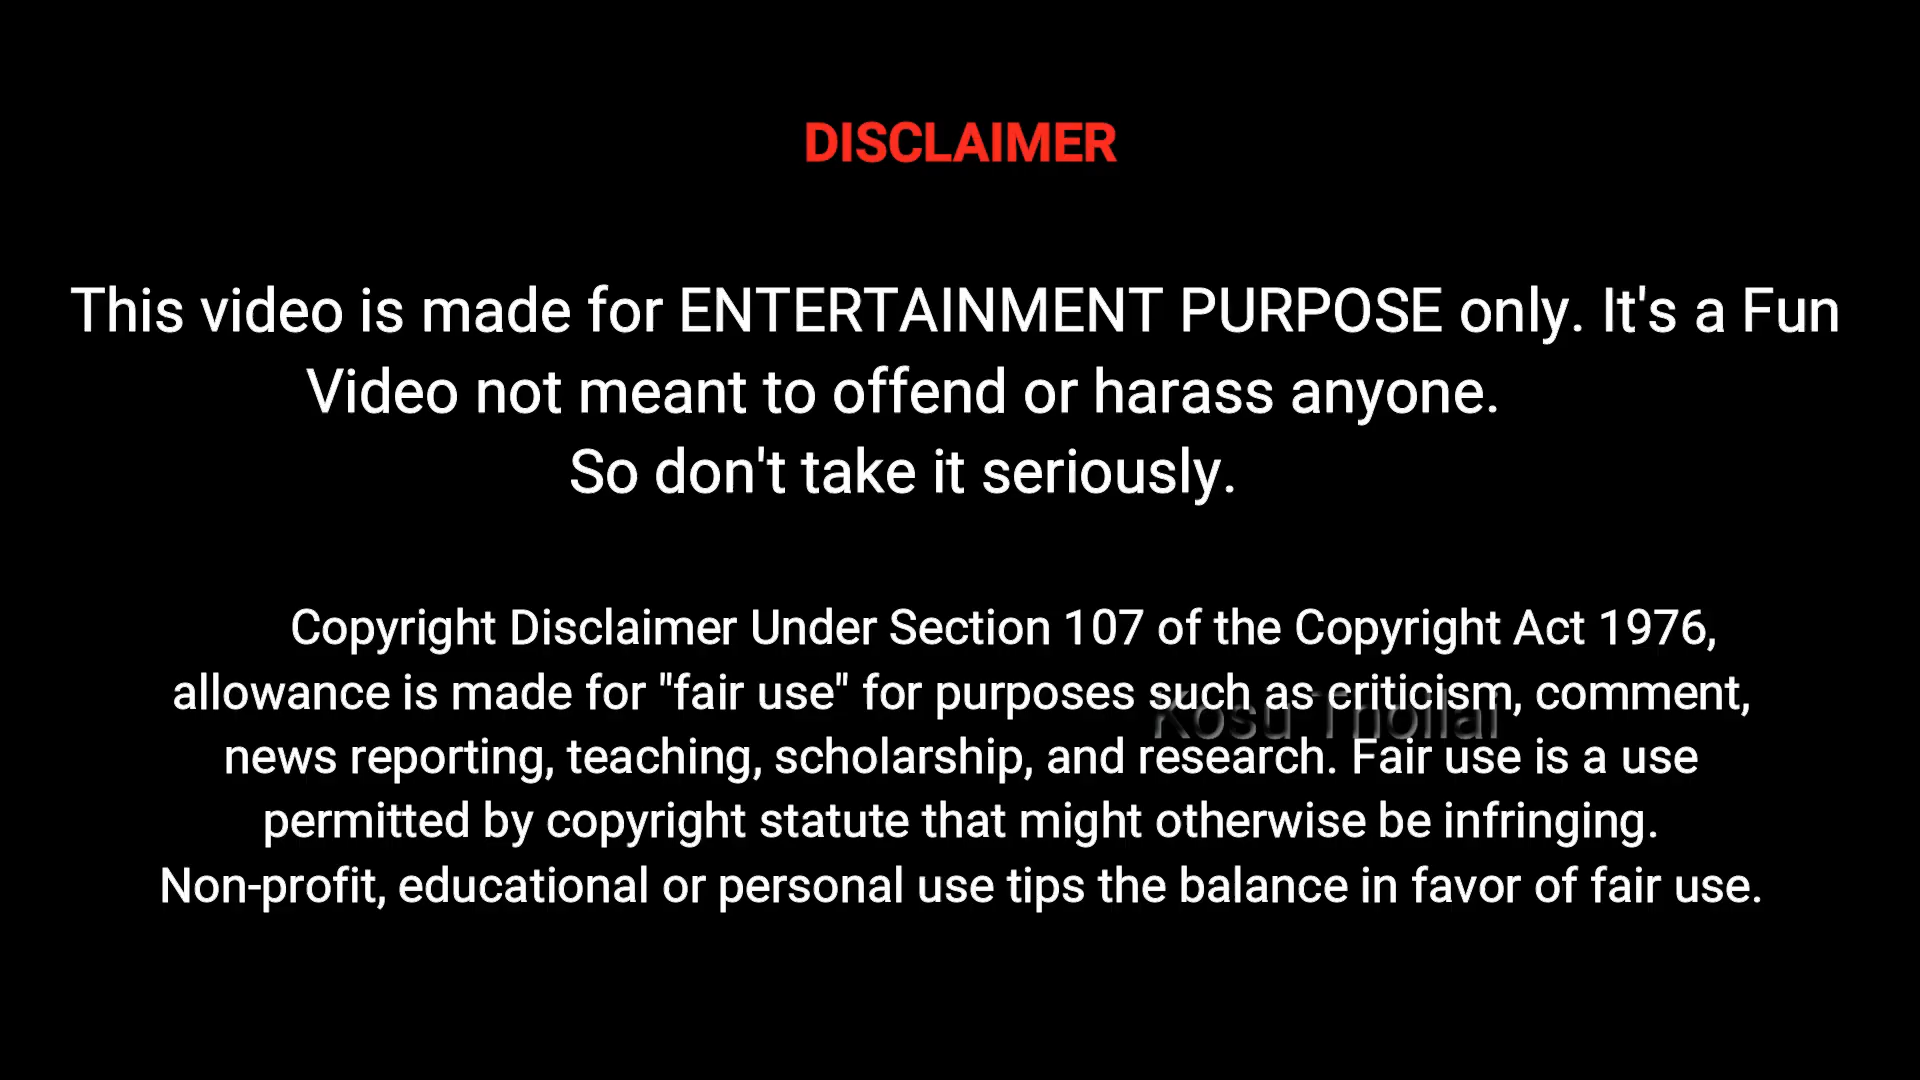 DISCLAIMER
This video is made for ENTERTAINMENT PURPOSE only. It's a Fun
Video not meant to offend or harass anyone.
So don't take it seriously.
Copyright Disclaimer Under Section 107 of the Copyright Act 1976,
allowance is made for "fair use" for purposes such as criticism, comment,
Kosu Thollai
news reporting, teaching, scholarship, and research. Fair use is a use
permitted by copyright statute that might otherwise be infringing.
Non-profit, educational or personal use tips the balance in favor of fair use.